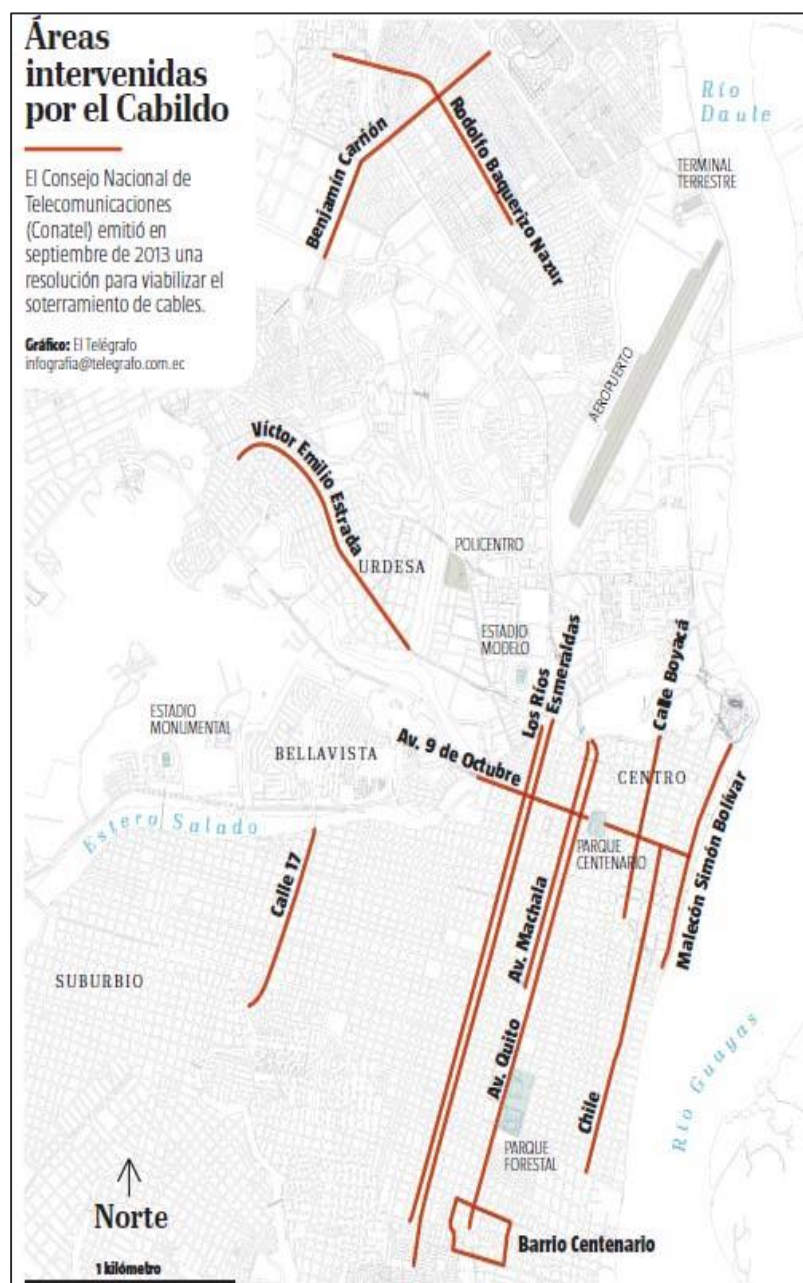 Áreas
intervenidas
por el Cabildo
El Consejo Nacional de
Telecomunicaciones
(Conatel) emitió en
septiembre de 2013 una
resolución para viabilizar el
soterramiento de cables.
Gráfico: El Telégrafo
infografia@telegrafo.com.ec
Río
Daule
TERMINAL
TERRESTRE
Benjamín Carrión
Rodolfo Baquerizo Nazur
AEROPUERTO
Víctor Emilio Estrada
URDESA
POLICENTRO
ESTADIO
MODELO
Los Ríos
Esmeraldas
Calle Boyacá
ESTADIO
MONUMENTAL
BELLAVISTA
Av. 9 de Octubre
CENTRO
Estero Salado
PARQUE
CENTENARIO
Malecón Simón Bolívar
Calle 17
Av. Machala
SUBURBIO
Av. Quito
Chile
Río Guayas
PARQUE
FORESTAL
Norte
Barrio Centenario
1 kilómetro